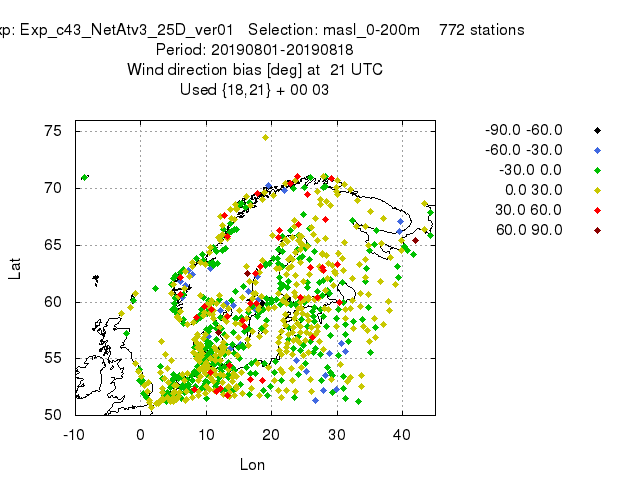 xp: Exp_c43_NetAtv3_25D_ver01 Selection: masl_0-200m 772 stations
Period: 20190801-20190818
Wind direction bias [deg] at 21 UTC
Used {18,21} + 00 03
-90.0 -60.0
-60.0 -30.0
-30.0 0.0
0.0 30.0
30.0 60.0
60.0 90.0
75
70
65
60
55
50
Lat
-10 0 10 20 30 40
Lon